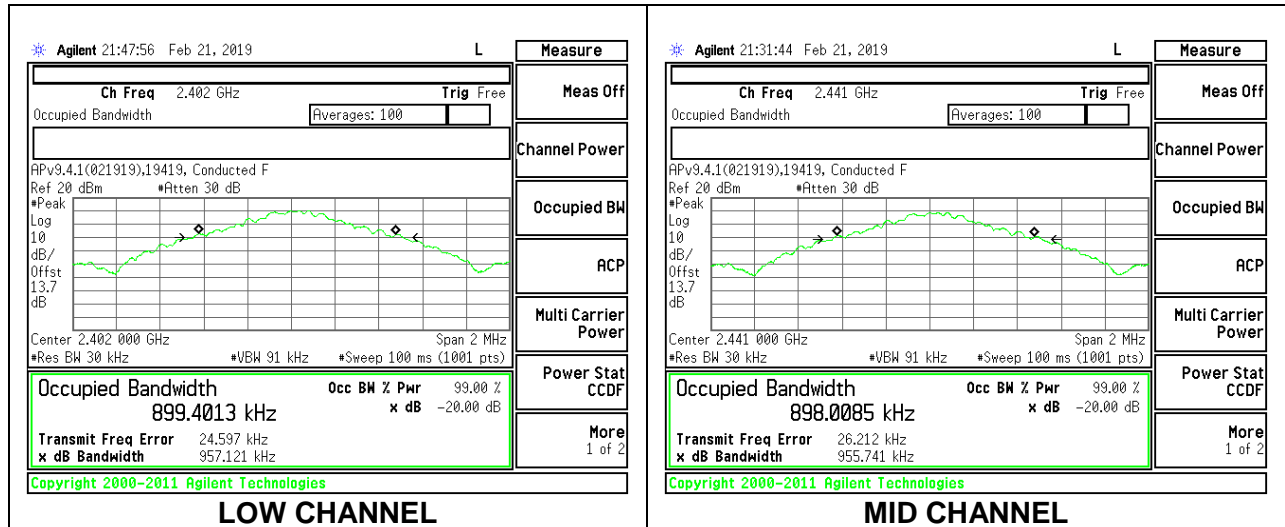 Agilent 21:47:56 Feb 21, 2019 L
Measure
Ch Freq 2.402 GHz Trig Free
Meas Off
Occupied Bandwidth Averages: 100
Channel Power
APv9.4.1(021919),19419, Conducted F
Ref 20 dBm #Atten 30 dB
#Peak
Log
10
dB/
Offst
13.7
dB
Occupied BW
ACP
Multi Carrier
Power
Center 2.402 000 GHz Span 2 MHz
#Res BW 30 kHz #VBW 91 kHz #Sweep 100 ms (1001 pts)
Power Stat
CCDF
Occupied Bandwidth Occ BW % Pwr 99.00 %
899.4013 kHz x dB -20.00 dB
Transmit Freq Error 24.597 kHz
x dB Bandwidth 957.121 kHz
More
1 of 2
Copyright 2000-2011 Agilent Technologies
LOW CHANNEL
Agilent 21:31:44 Feb 21, 2019 L
Measure
Ch Freq 2.441 GHz Trig Free
Meas Off
Occupied Bandwidth Averages: 100
Channel Power
APv9.4.1(021919),19419, Conducted F
Ref 20 dBm #Atten 30 dB
#Peak
Log
10
dB/
Offst
13.7
dB
Occupied BW
ACP
Multi Carrier
Power
Center 2.441 000 GHz Span 2 MHz
#Res BW 30 kHz #VBW 91 kHz #Sweep 100 ms (1001 pts)
Power Stat
CCDF
Occupied Bandwidth Occ BW % Pwr 99.00 %
898.0085 kHz x dB -20.00 dB
Transmit Freq Error 26.212 kHz
x dB Bandwidth 955.741 kHz
More
1 of 2
Copyright 2000-2011 Agilent Technologies
MID CHANNEL